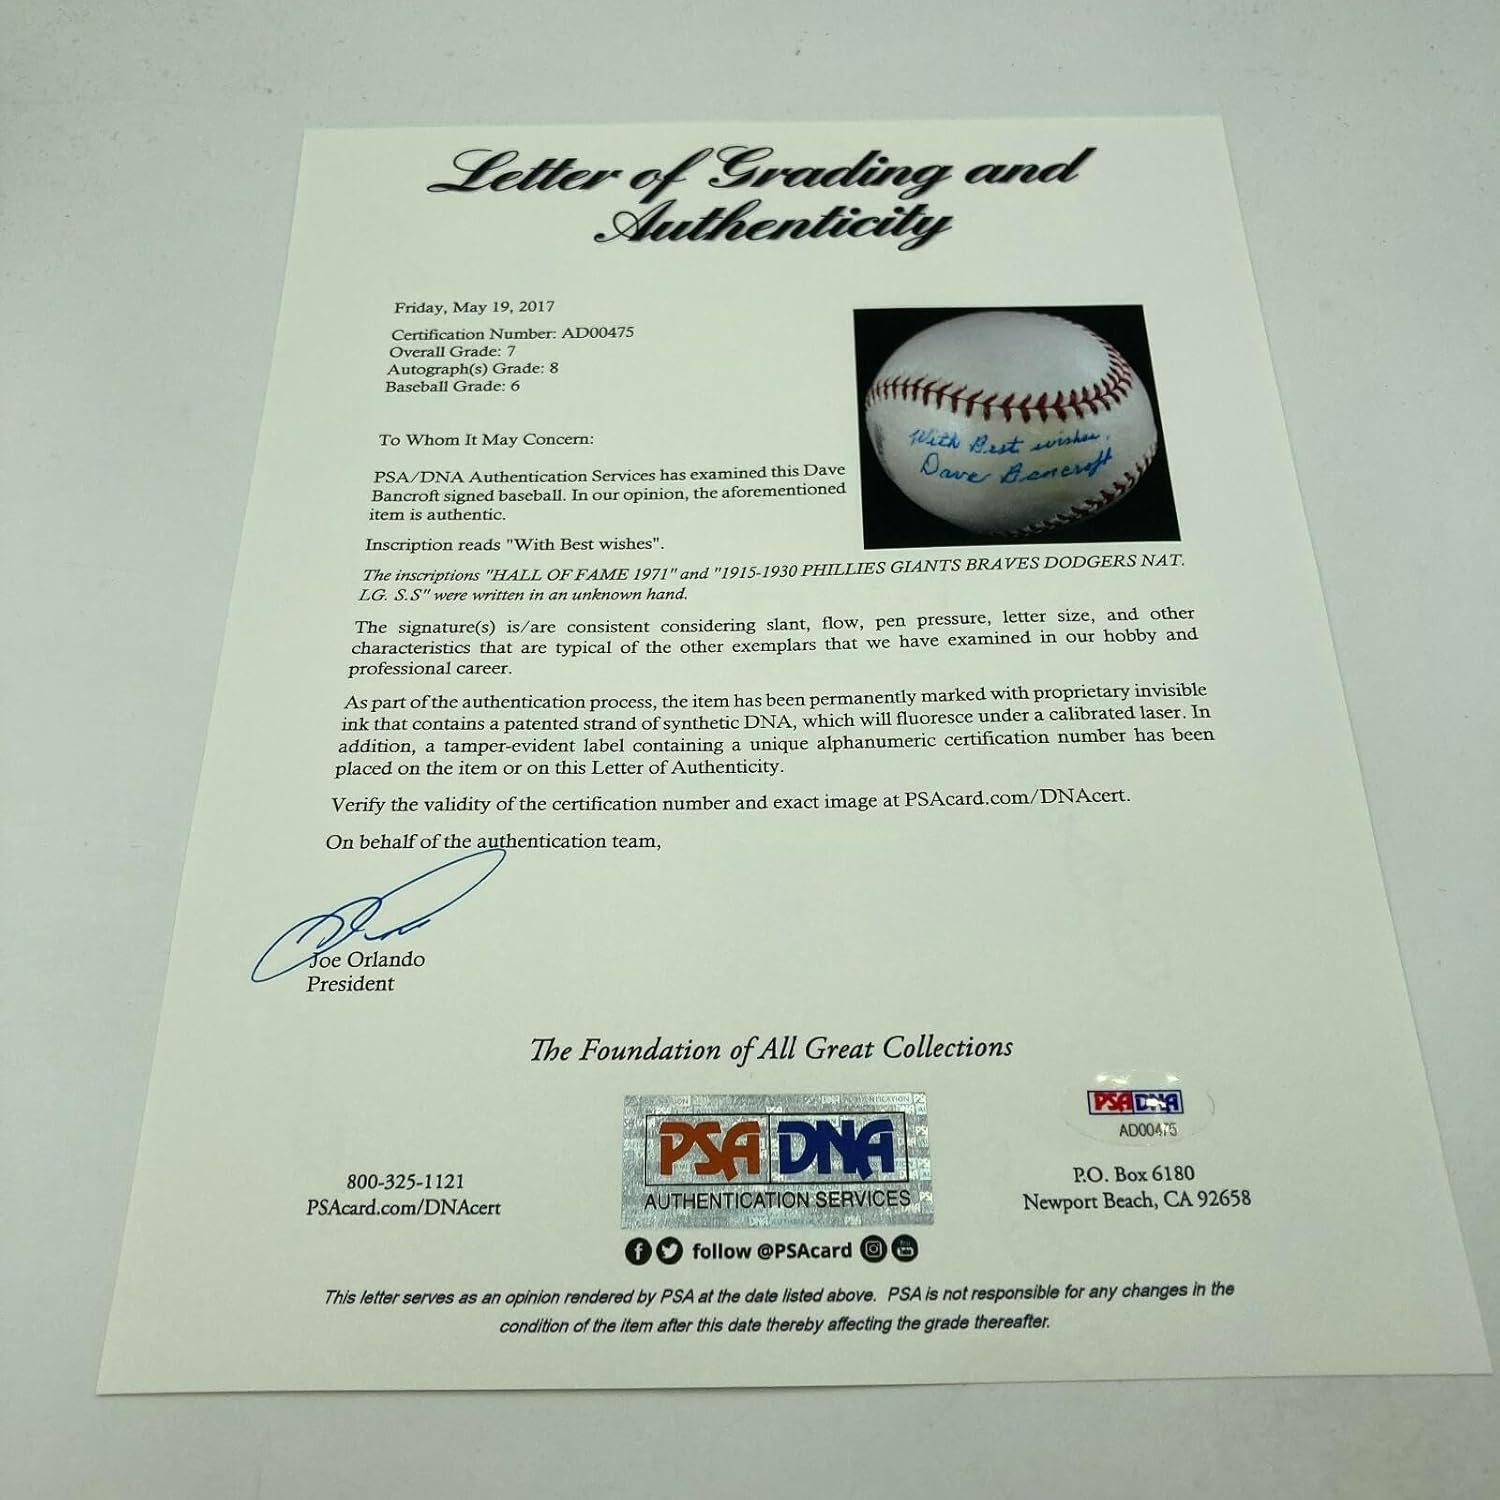 Letter of Grading and
Authenticity
Friday, May 19, 2017
Certification Number: AD00475
Overall Grade: 7
Autograph(s) Grade: 8
Baseball Grade: 6
To Whom It May Concern:
PSA/DNA Authentication Services has examined this Dave
Bancroft signed baseball. In our opinion, the aforementioned
item is authentic.
Inscription reads "With Best wishes".
With Best wishes,
Dave Bancroft
The inscriptions "HALL OF FAME 1971" and "1915-1930 PHILLIES GIANTS BRAVES DODGERS NAT.
LG. S.S" were written in an unknown hand.
The signature(s) is/are consistent considering slant, flow, pen pressure, letter size, and other
characteristics that are typical of the other exemplars that we have examined in our hobby and
professional career.
As part of the authentication process, the item has been permanently marked with proprietary invisible
ink that contains a patented strand of synthetic DNA, which will fluoresce under a calibrated laser. In
addition, a tamper-evident label containing a unique alphanumeric certification number has been
placed on the item or on this Letter of Authenticity.
Verify the validity of the certification number and exact image at PSAcard.com/DNAcert.
On behalf of the authentication team,
Joe Orlando
President
The Foundation of All Great Collections
800-325-1121
PSAcard.com/DNAcert
PSA DNA
AUTHENTICATION SERVICES
follow @PSAcard
PSA DNA
AD00475
P.O. Box 6180
Newport Beach, CA 92658
This letter serves as an opinion rendered by PSA at the date listed above. PSA is not responsible for any changes in the
condition of the item after this date thereby affecting the grade thereafter.